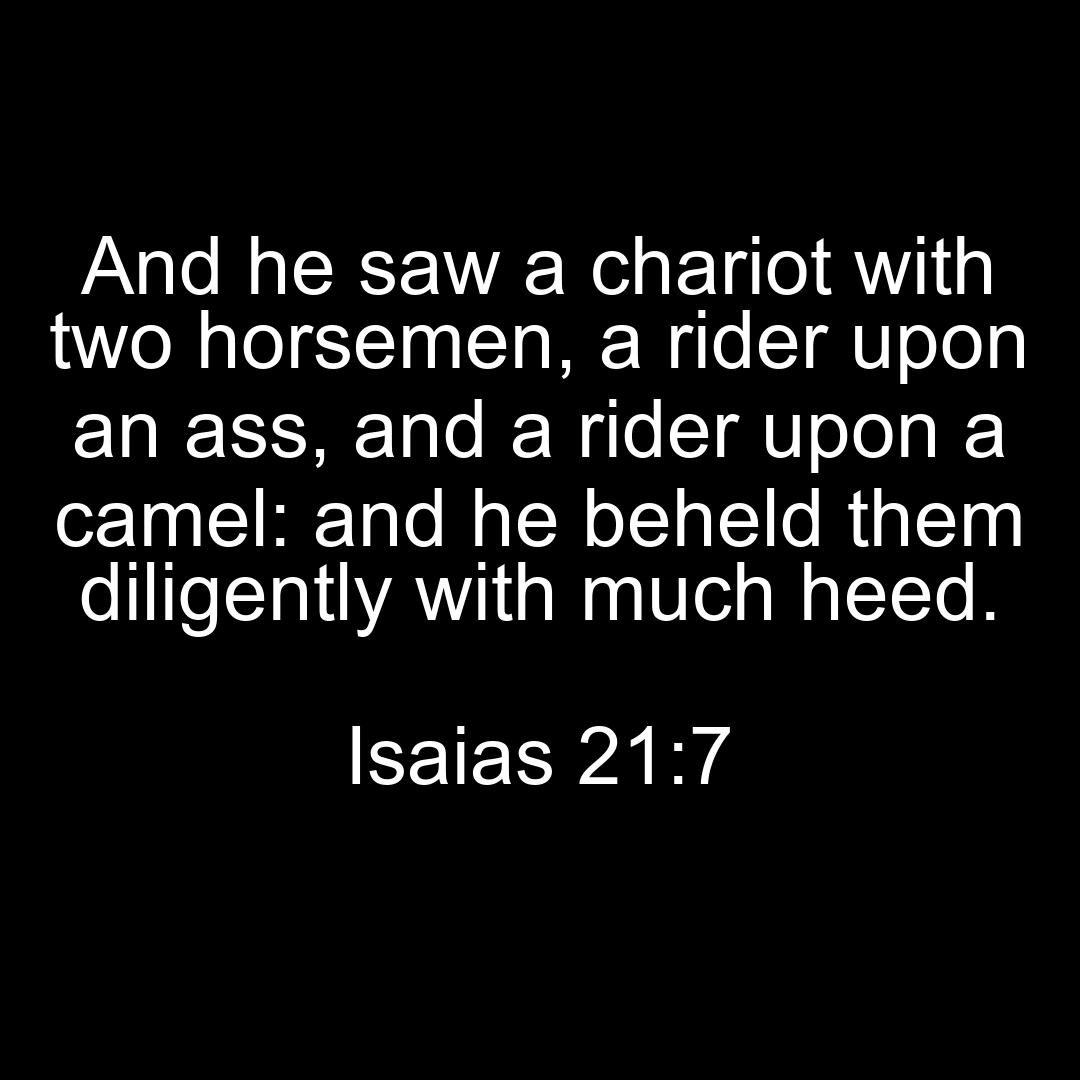 And he saw a chariot with
two horsemen, a rider upon
an ass, and a rider upon a
camel: and he beheld them
diligently with much heed.
Isaias 21:7